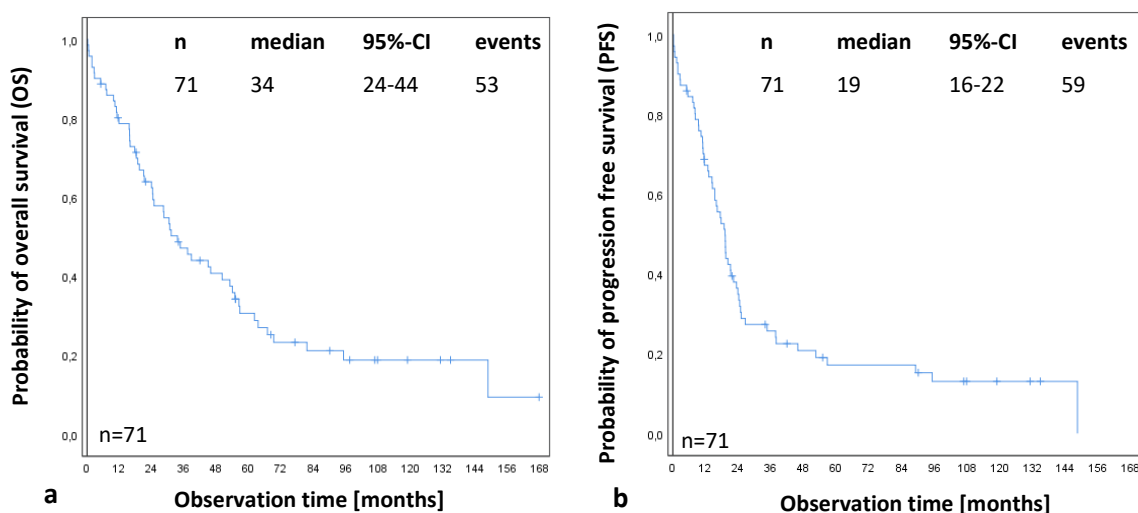 n median 95%-CI events
71 34 24-44 53
Probability of overall survival (OS)
1,0
0,8
0,6
0,4
0,2
0,0
n=71
0 12 24 36 48 60 72 84 96 108 120 132 144 156 168
a Observation time [months]
n median 95%-CI events
71 19 16-22 59
Probability of progression free survival (PFS)
1,0
0,8
0,6
0,4
0,2
0,0
n=71
0 12 24 36 48 60 72 84 96 108 120 132 144 156 168
b Observation time [months]